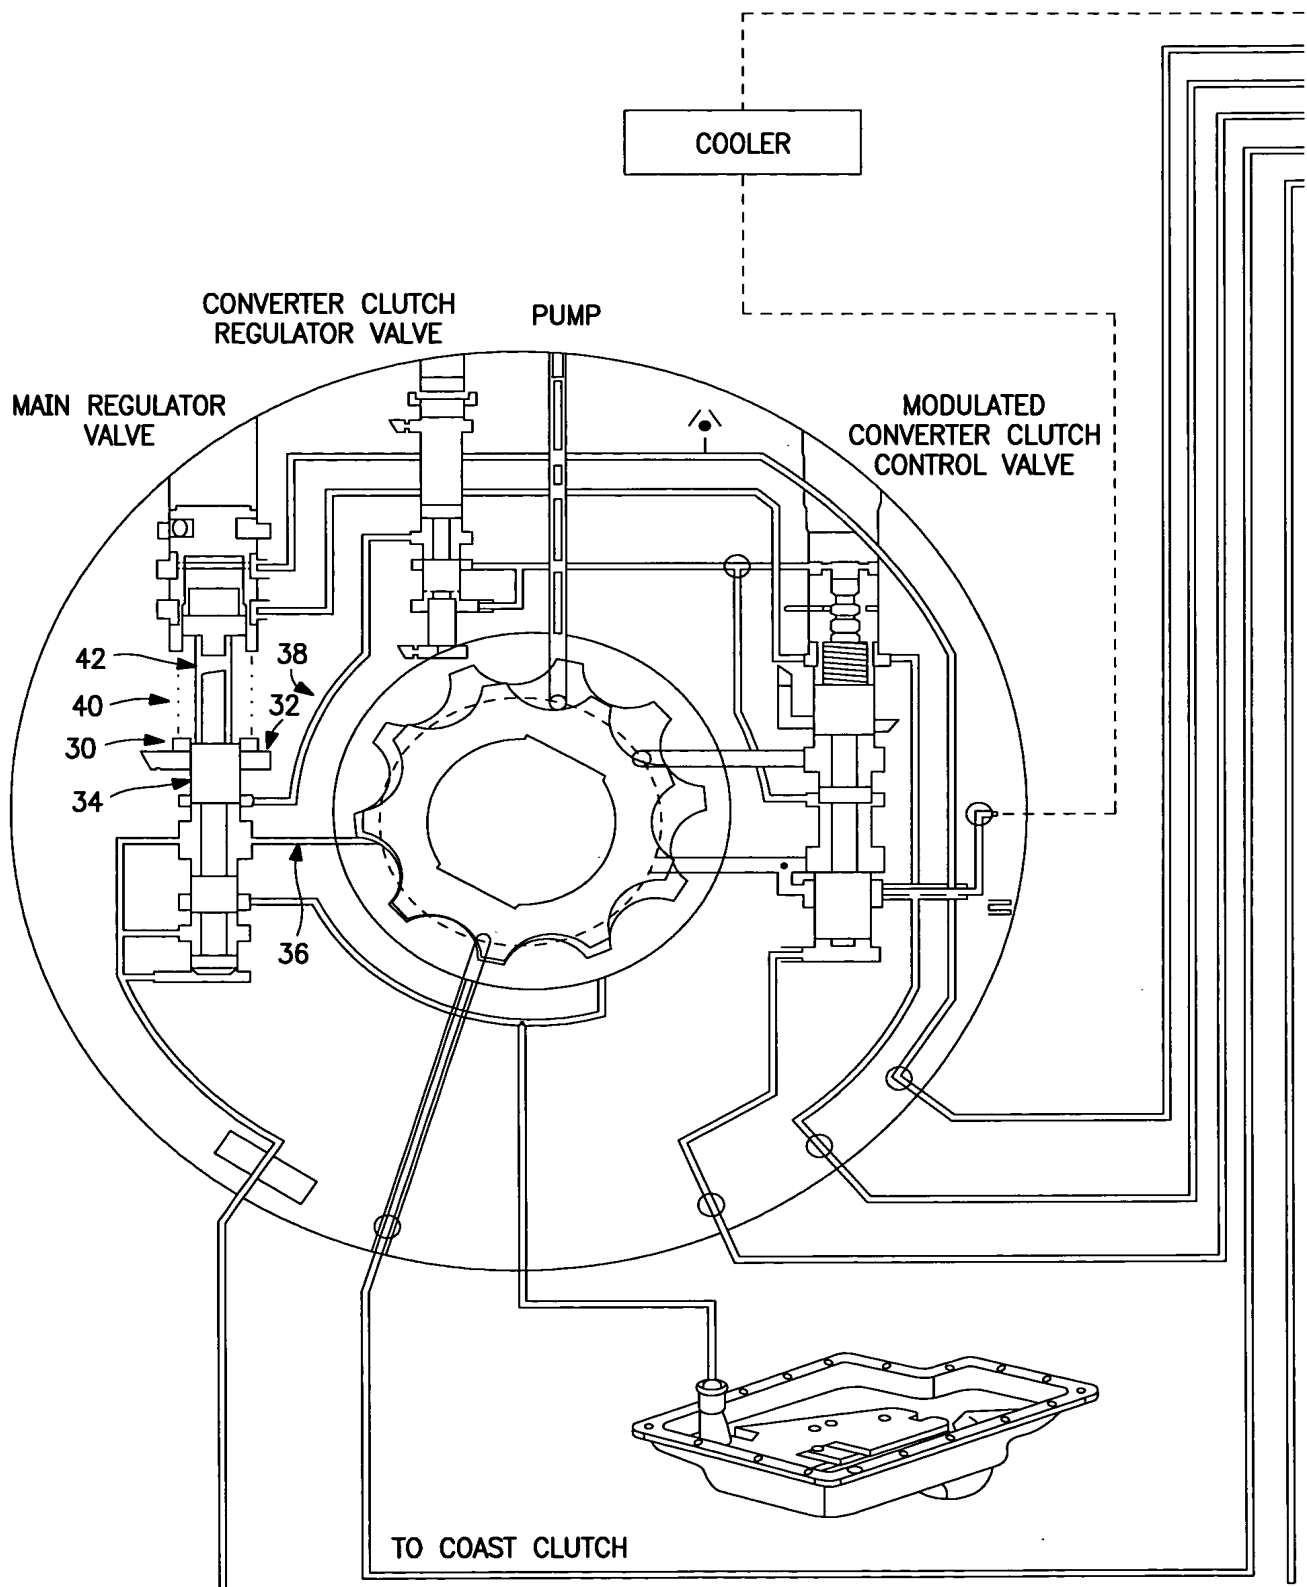 COOLER
CONVERTER CLUTCH
REGULATOR VALVE
PUMP
MAIN REGULATOR
VALVE
MODULATED
CONVERTER CLUTCH
CONTROL VALVE
42
38
40
32
30
34
36
TO COAST CLUTCH